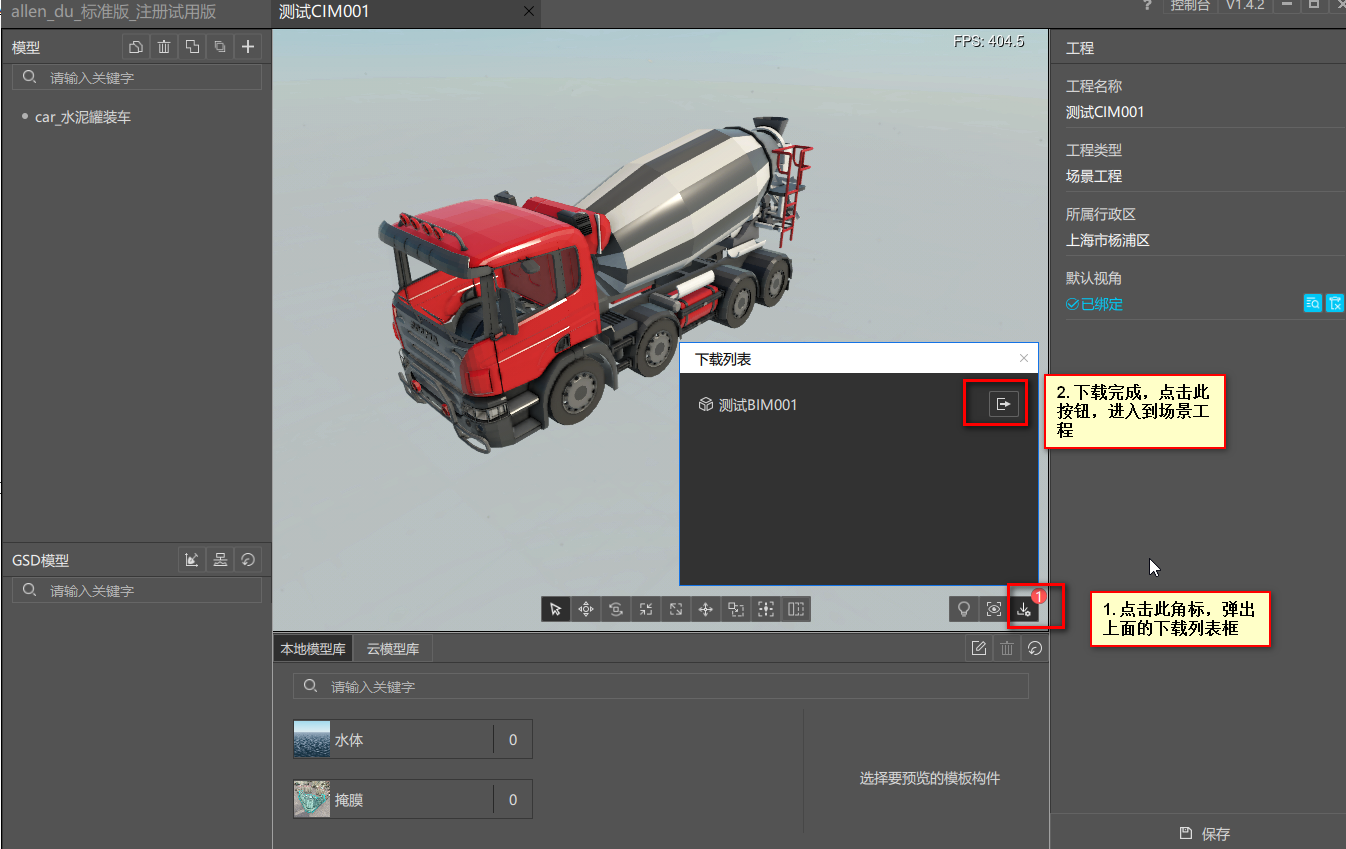 allen_du_标准版_注册试用版
测试CIM001
控制台
V1.4.2
模型
请输入关键字
car_水泥罐装车
FPS: 404.5
工程
工程名称
测试CIM001
工程类型
场景工程
所属行政区
上海市杨浦区
默认视角
已绑定
下载列表
测试BIM001
2. 下载完成，点击此
按钮，进入到场景工
程
1
1. 点击此角标，弹出
上面的下载列表框
GSD模型
请输入关键字
本地模型库
云模型库
请输入关键字
水体
0
掩膜
0
选择要预览的模板构件
保存